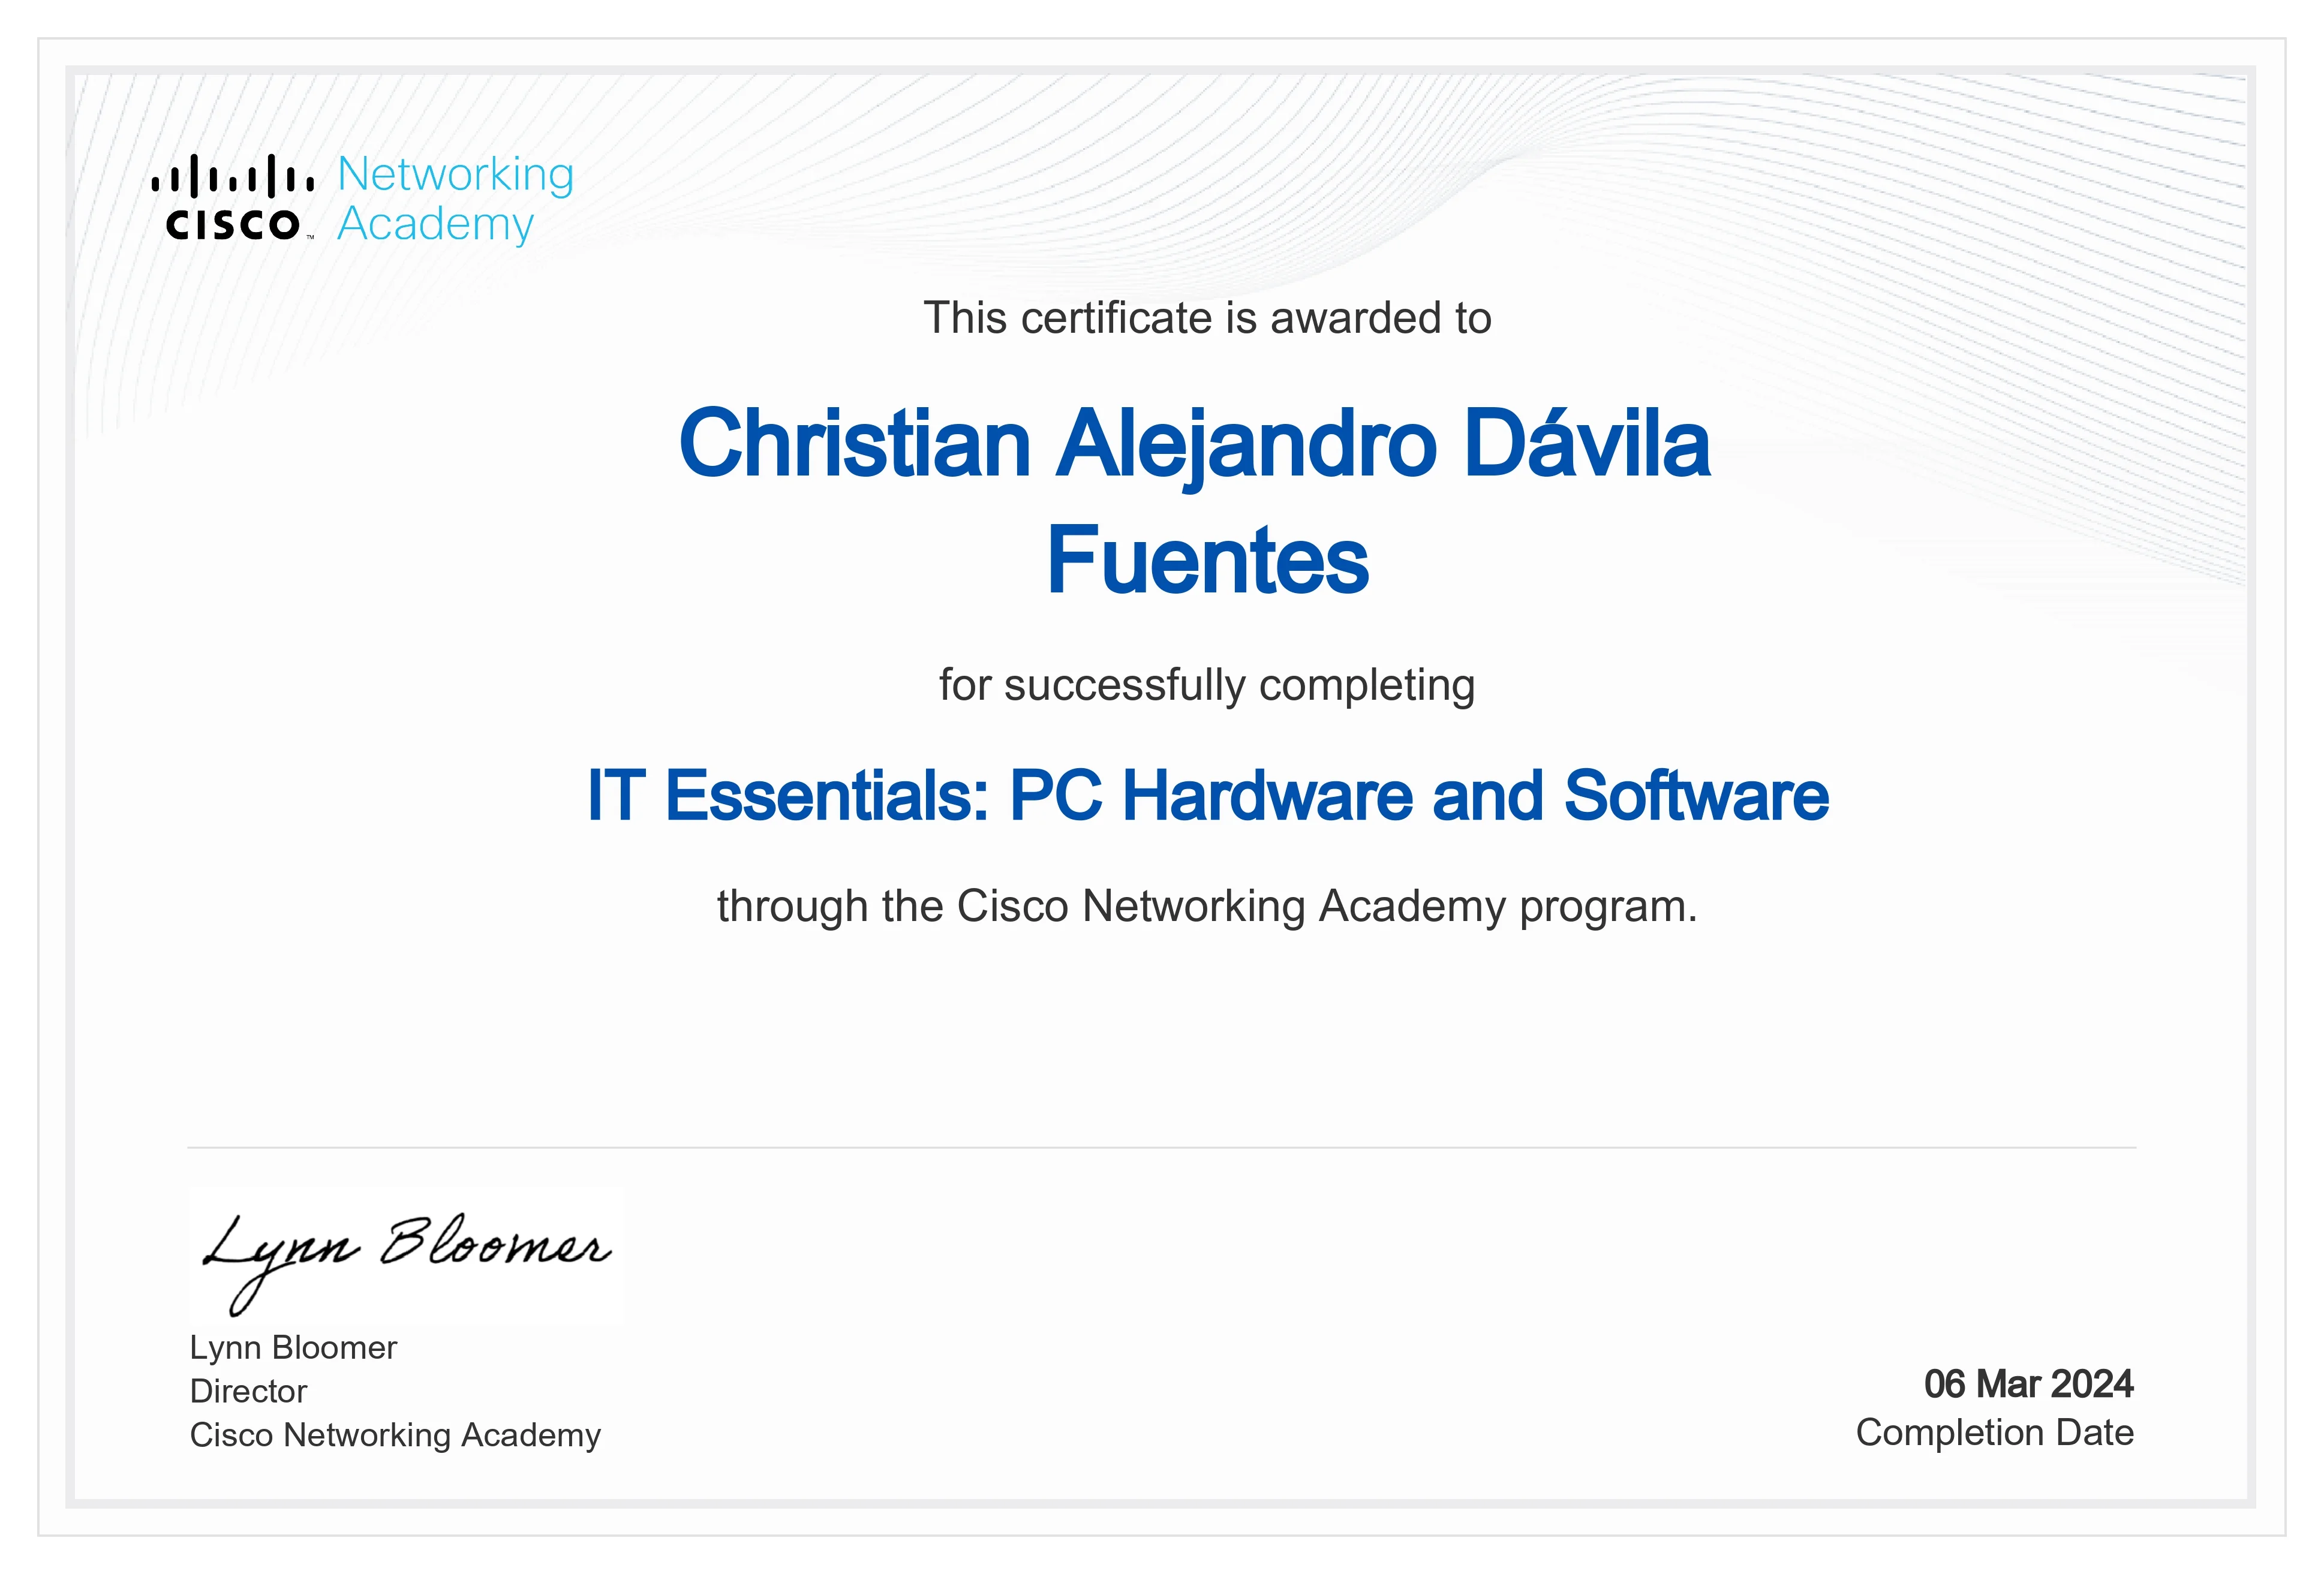 Networking
CISCO™ Academy
This certificate is awarded to
Christian Alejandro Dávila
Fuentes
for successfully completing
IT Essentials: PC Hardware and Software
through the Cisco Networking Academy program.
Lynn Bloomer
Lynn Bloomer
Director
Cisco Networking Academy
06 Mar 2024
Completion Date